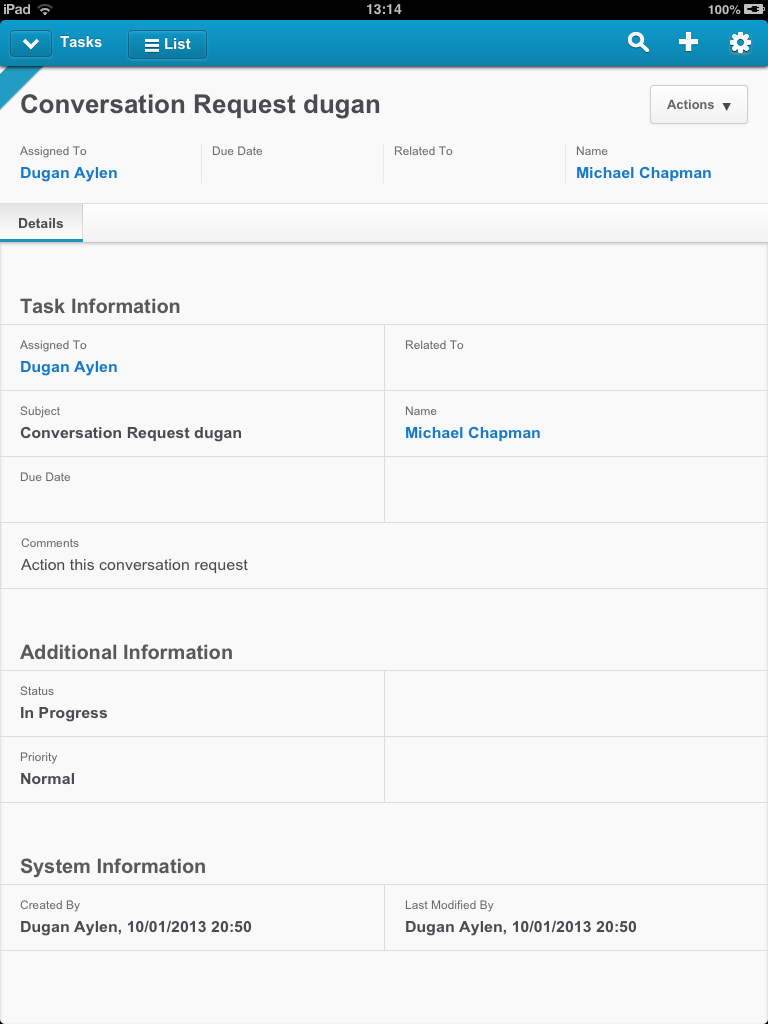 iPad 13:14 100%
Tasks List
Conversation Request dugan
Actions ▼
Assigned To Due Date Related To Name
Dugan Aylen Michael Chapman
Details
Task Information
Assigned To Related To
Dugan Aylen
Subject Name
Conversation Request dugan Michael Chapman
Due Date
Comments
Action this conversation request
Additional Information
Status
In Progress
Priority
Normal
System Information
Created By Last Modified By
Dugan Aylen, 10/01/2013 20:50 Dugan Aylen, 10/01/2013 20:50